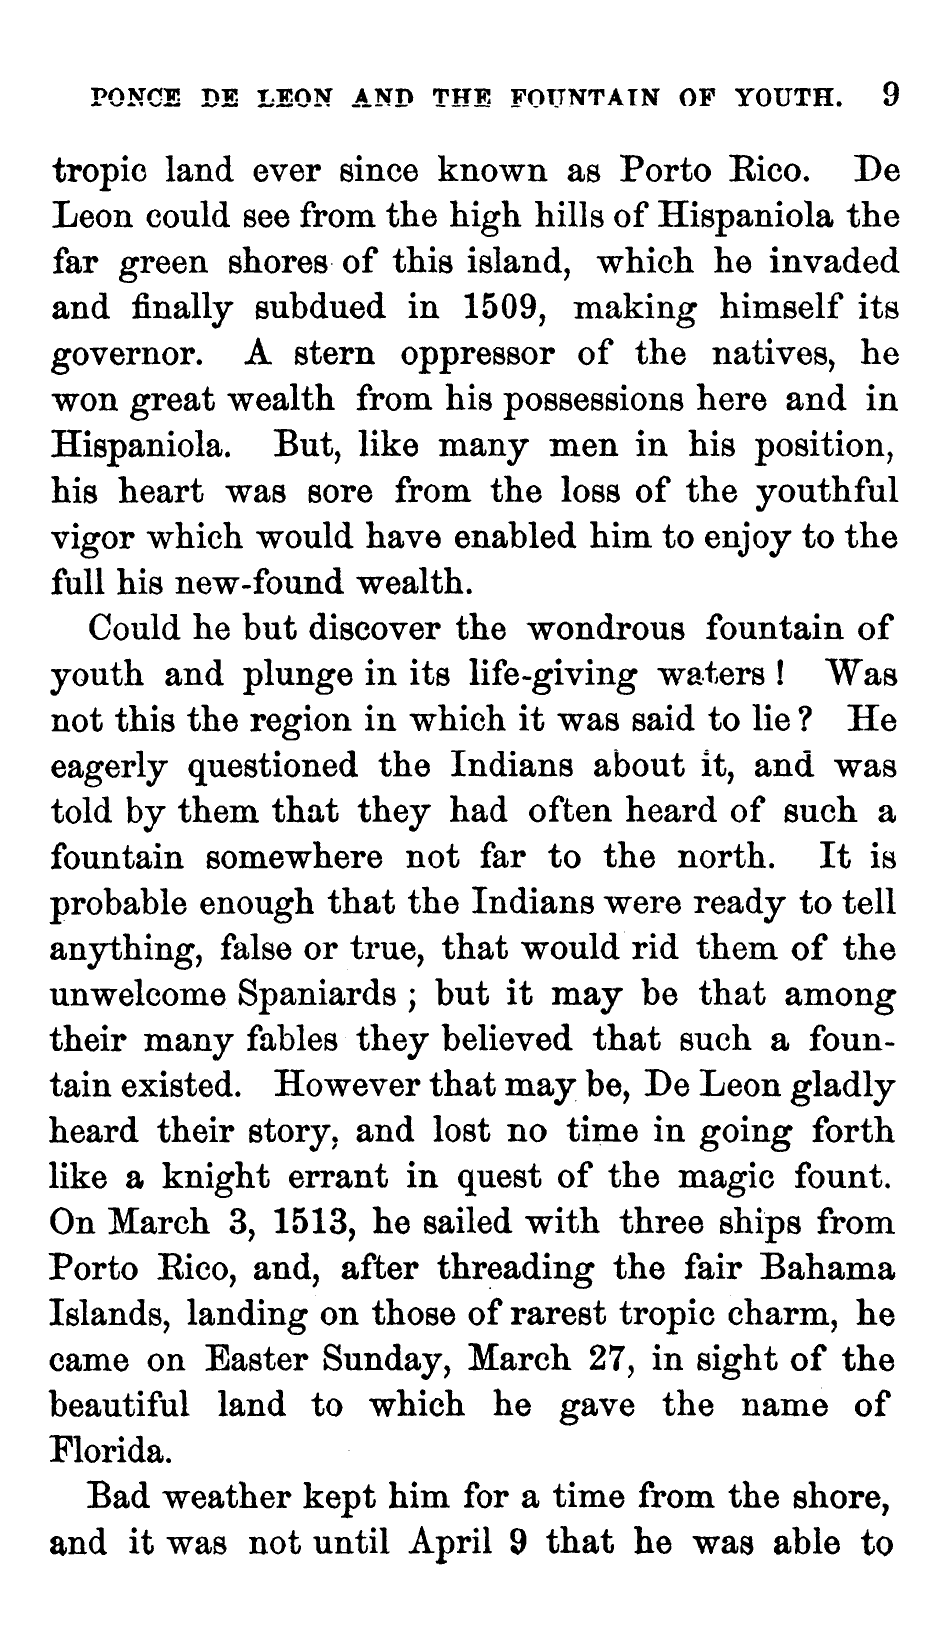 PONCE DE LEON AND THE FOUNTAIN OF YOUTH. 9
tropic land ever since known as Porto Rico. De
Leon could see from the high hills of Hispaniola the
far green shores of this island, which he invaded
and finally subdued in 1509, making himself its
governor. A stern oppressor of the natives, he
won great wealth from his possessions here and in
Hispaniola. But, like many men in his position,
his heart was sore from the loss of the youthful
vigor which would have enabled him to enjoy to the
full his new-found wealth.
Could he but discover the wondrous fountain of
youth and plunge in its life-giving waters! Was
not this the region in which it was said to lie? He
eagerly questioned the Indians about it, and was
told by them that they had often heard of such a
fountain somewhere not far to the north. It is
probable enough that the Indians were ready to tell
anything, false or true, that would rid them of the
unwelcome Spaniards; but it may be that among
their many fables they believed that such a foun-
tain existed. However that may be, De Leon gladly
heard their story, and lost no time in going forth
like a knight errant in quest of the magic fount.
On March 3, 1513, he sailed with three ships from
Porto Rico, and, after threading the fair Bahama
Islands, landing on those of rarest tropic charm, he
came on Easter Sunday, March 27, in sight of the
beautiful land to which he gave the name of
Florida.
Bad weather kept him for a time from the shore,
and it was not until April 9 that he was able to